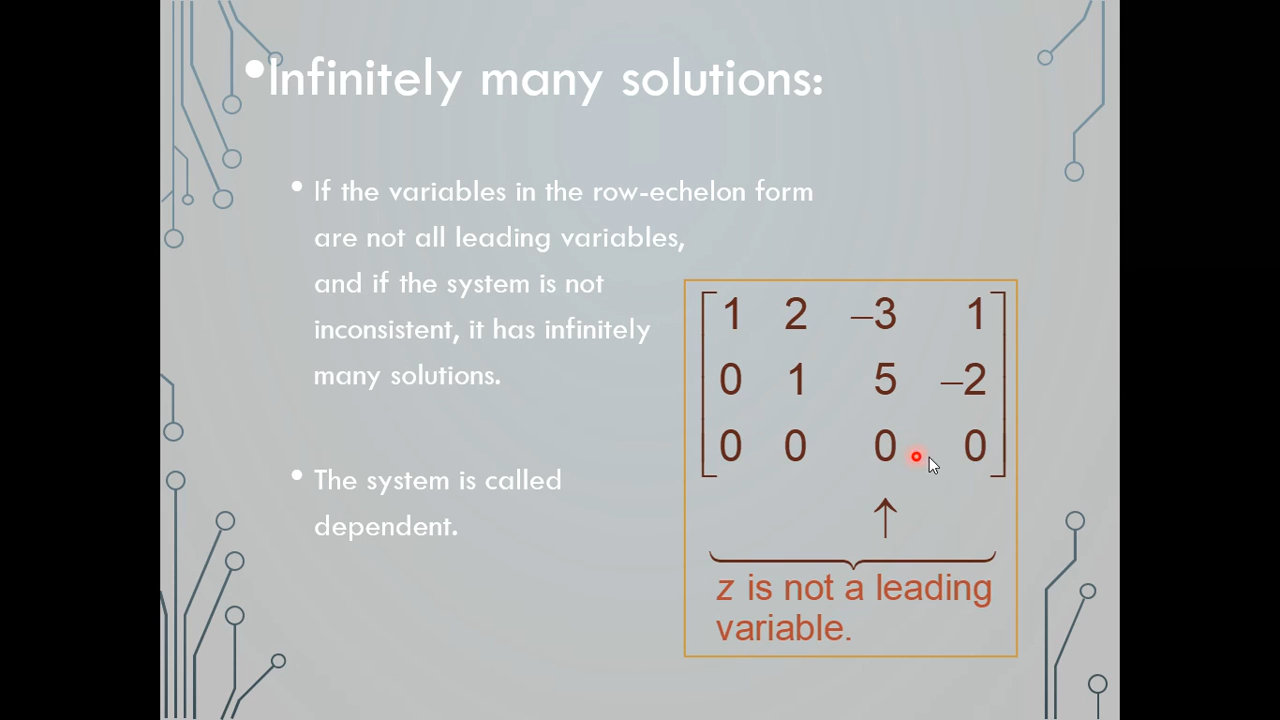 •Infinitely many solutions:
• If the variables in the row-echelon form
are not all leading variables,
and if the system is not
inconsistent, it has infinitely
many solutions.
• The system is called
dependent.
1 2 –3 1
0 1 5 –2
0 0 0 0
↑
z is not a leading
variable.